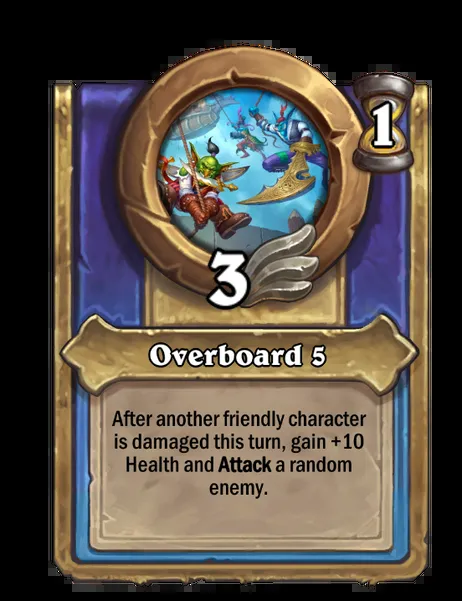 1
3
Overboard 5
After another friendly character
is damaged this turn, gain +10
Health and Attack a random
enemy.